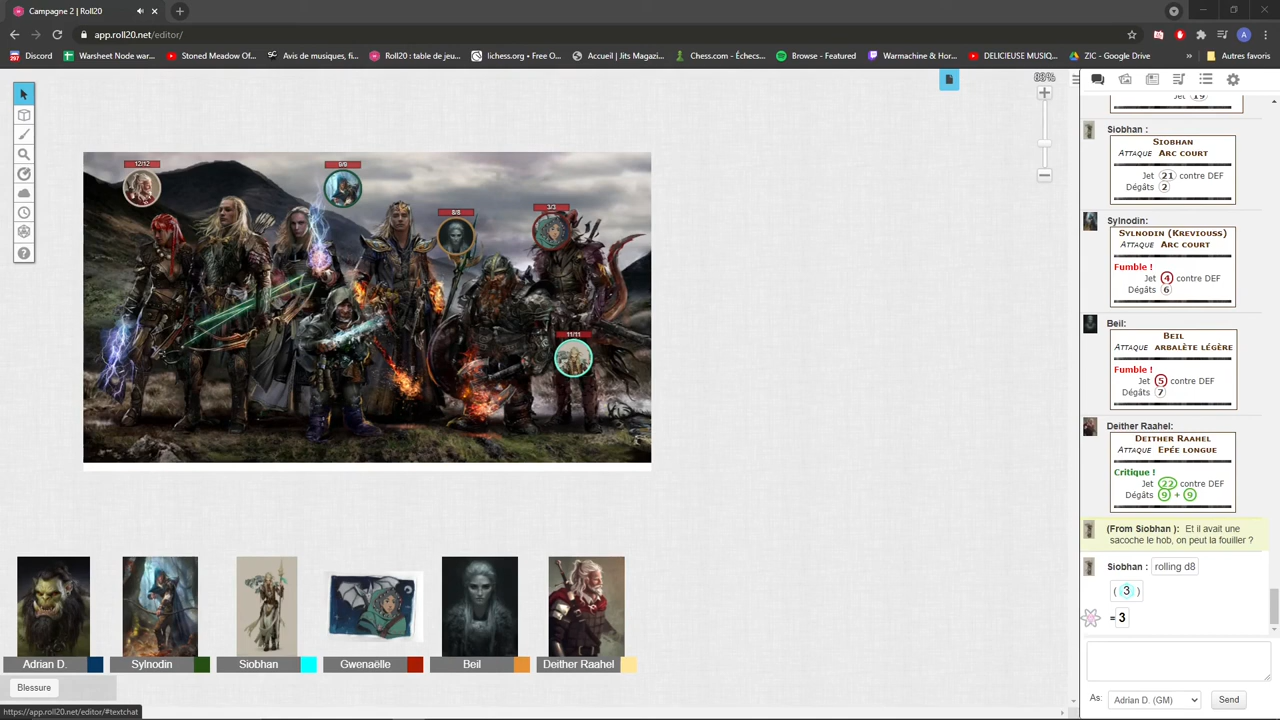 Campagne 2 | Roll20
app.roll20.net/editor/
Discord
Warsheet Node war...
Stoned Meadow Of...
Avis de musiques, fi...
Roll20 : table de jeu...
lichess.org • Free O...
Accueil | Jits Magazi...
Chess.com - Échecs...
Browse - Featured
Warmachine & Hor...
DELICIEUSE MUSIQ...
ZIC - Google Drive
»
Autres favoris
83%
12/12
9/9
8/8
3/3
11/11
Jet 19
Siobhan :
SIOBHAN
ATTAQUE ARC COURT
Jet 21 contre DEF
Dégâts 2
Sylnodin:
SYLNODIN (KREVIOUSS)
ATTAQUE ARC COURT
Fumble !
Jet 4 contre DEF
Dégâts 6
Beil:
BEIL
ATTAQUE ARBALÈTE LÉGÈRE
Fumble !
Jet 5 contre DEF
Dégâts 7
Deither Raahel:
DEITHER RAAHEL
ATTAQUE EPÉE LONGUE
Critique !
Jet 22 contre DEF
Dégâts 9 + 9
(From Siobhan ): Et il avait une
sacoche le hob, on peut la fouiller ?
Siobhan : rolling d8
( 3 )
= 3
Adrian D.
Sylnodin
Siobhan
Gwenaëlle
Beil
Deither Raahel
Blessure
https://app.roll20.net/editor/#textchat
As: Adrian D. (GM) Send